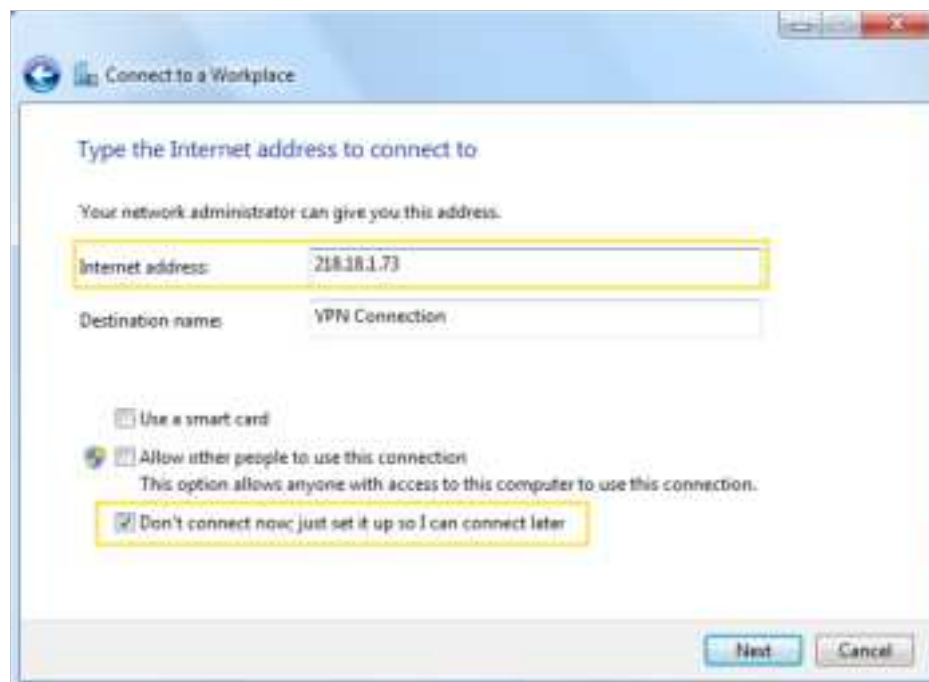 Connect to a Workplace
Type the Internet address to connect to
Your network administrator can give you this address.
Internet address:
218.18.1.73
Destination name:
VPN Connection
Use a smart card
Allow other people to use this connection
This option allows anyone with access to this computer to use this connection.
Don't connect now; just set it up so I can connect later
Next
Cancel